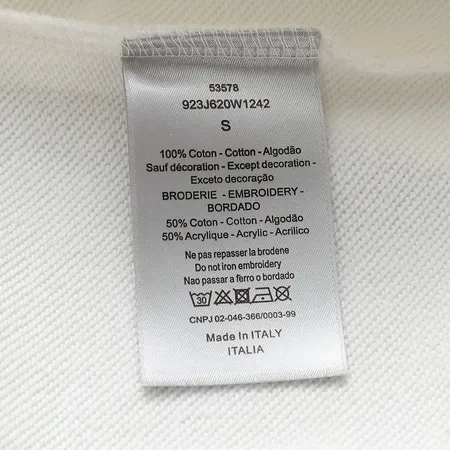 53578
923J620W1242
S
100% Coton - Cotton - Algodão
Sauf décoration - Except decoration -
Exceto decoração
BRODERIE - EMBROIDERY -
BORDADO
50% Coton - Cotton - Algodão
50% Acrylique - Acrylic - Acrilico
Ne pas repasser la brodene
Do not iron embroidery
Nao passar a ferro o bordado
30
CNPJ 02-046-366/0003-99
Made In ITALY
ITALIA